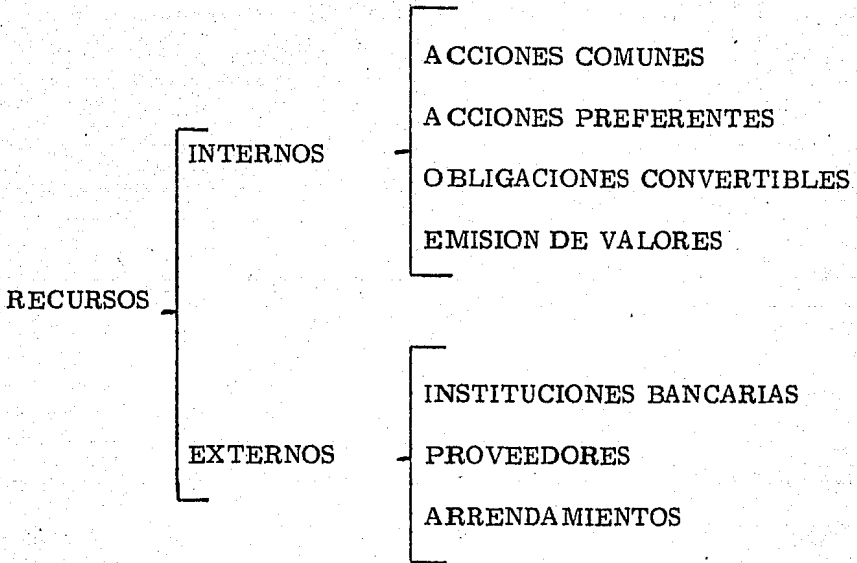 RECURSOS
INTERNOS
ACCIONES COMUNES
ACCIONES PREFERENTES
OBLIGACIONES CONVERTIBLES
EMISION DE VALORES
EXTERNOS
INSTITUCIONES BANCARIAS
PROVEEDORES
ARRENDAMIENTOS